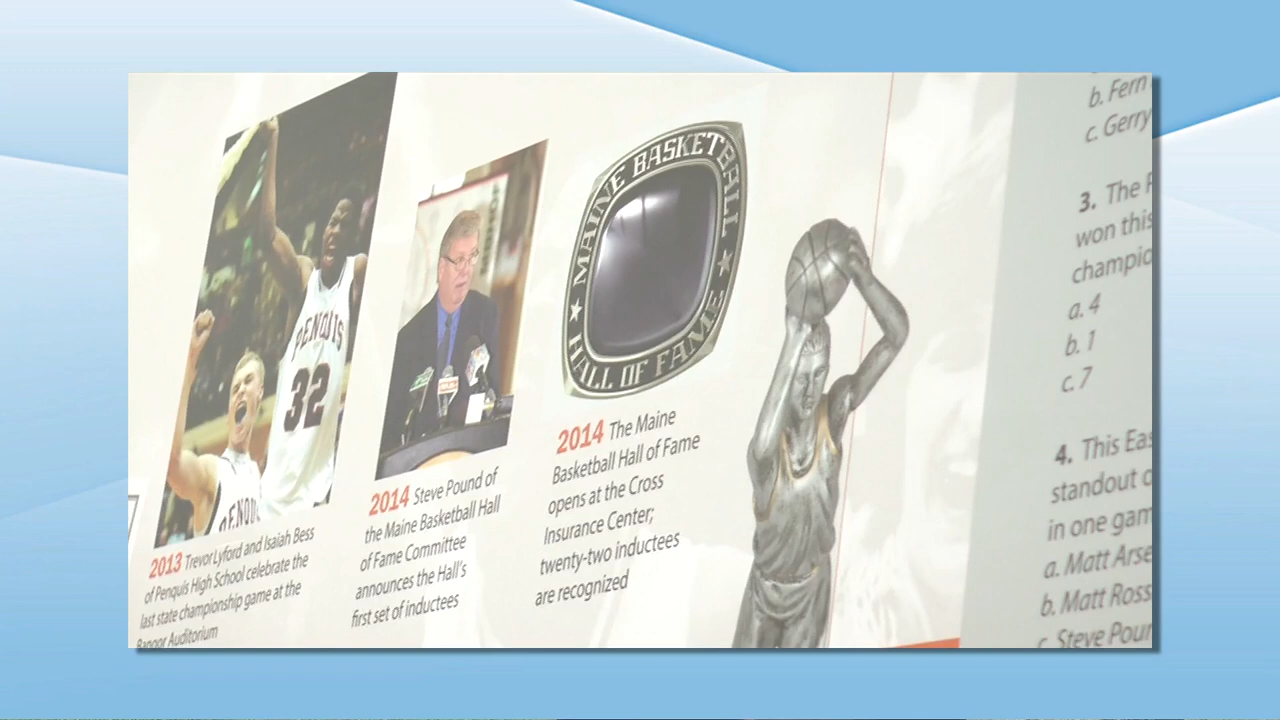 PENQUIS
32
PENQUIS
2013 Trevor Lyford and Isaiah Bess
of Penquis High School celebrate the
last state championship game at the
Bangor Auditorium
2014 Steve Pound of
the Maine Basketball Hall
of Fame Committee
announces the Hall's
first set of inductees
MAINE BASKETBALL
HALL OF FAME
2014 The Maine
Basketball Hall of Fame
opens at the Cross
Insurance Center;
twenty-two inductees
are recognized
b. Fern
c. Gerry
3. The
won this
champio
a. 4
b. 1
c. 7
4. This Eas
standout o
in one gam
a. Matt Arse
b. Matt Ross
c. Steve Poun